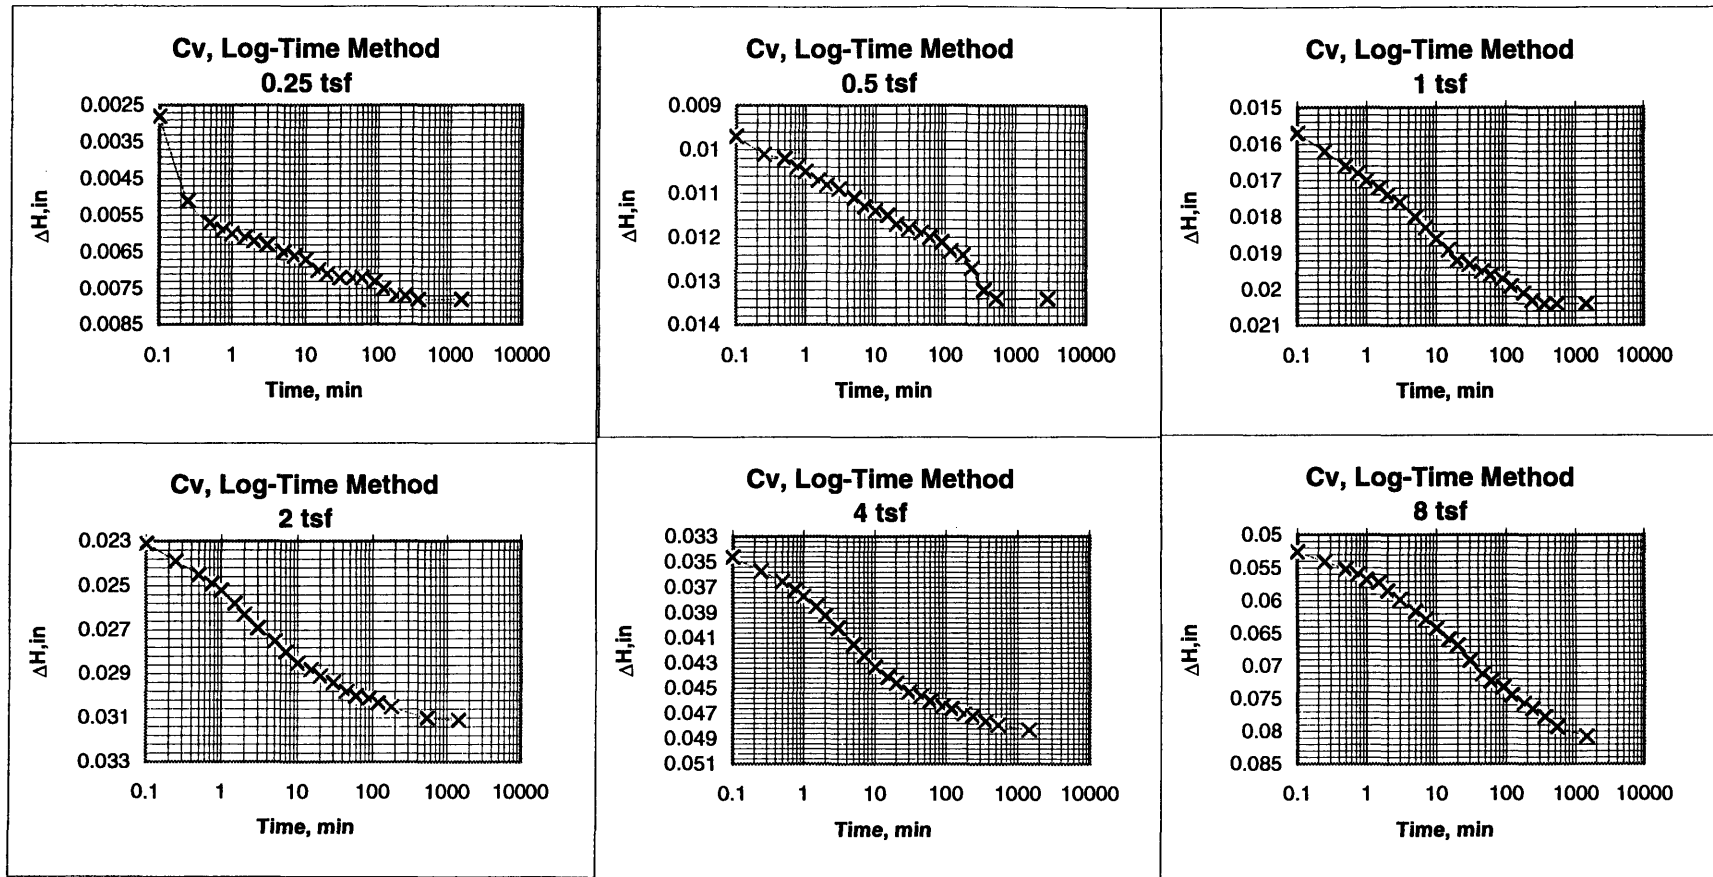 Cv, Log-Time Method
0.25 tsf
0.0025
0.0035
0.0045
0.0055
0.0065
0.0075
0.0085
ΔH,in
0.1 1 10 100 1000 10000
Time, min
Cv, Log-Time Method
0.5 tsf
0.009
0.01
0.011
0.012
0.013
0.014
ΔH,in
0.1 1 10 100 1000 10000
Time, min
Cv, Log-Time Method
1 tsf
0.015
0.016
0.017
0.018
0.019
0.02
0.021
ΔH,in
0.1 1 10 100 1000 10000
Time, min
Cv, Log-Time Method
2 tsf
0.023
0.025
0.027
0.029
0.031
0.033
ΔH,in
0.1 1 10 100 1000 10000
Time, min
Cv, Log-Time Method
4 tsf
0.033
0.035
0.037
0.039
0.041
0.043
0.045
0.047
0.049
0.051
ΔH,in
0.1 1 10 100 1000 10000
Time, min
Cv, Log-Time Method
8 tsf
0.05
0.055
0.06
0.065
0.07
0.075
0.08
0.085
ΔH,in
0.1 1 10 100 1000 10000
Time, min